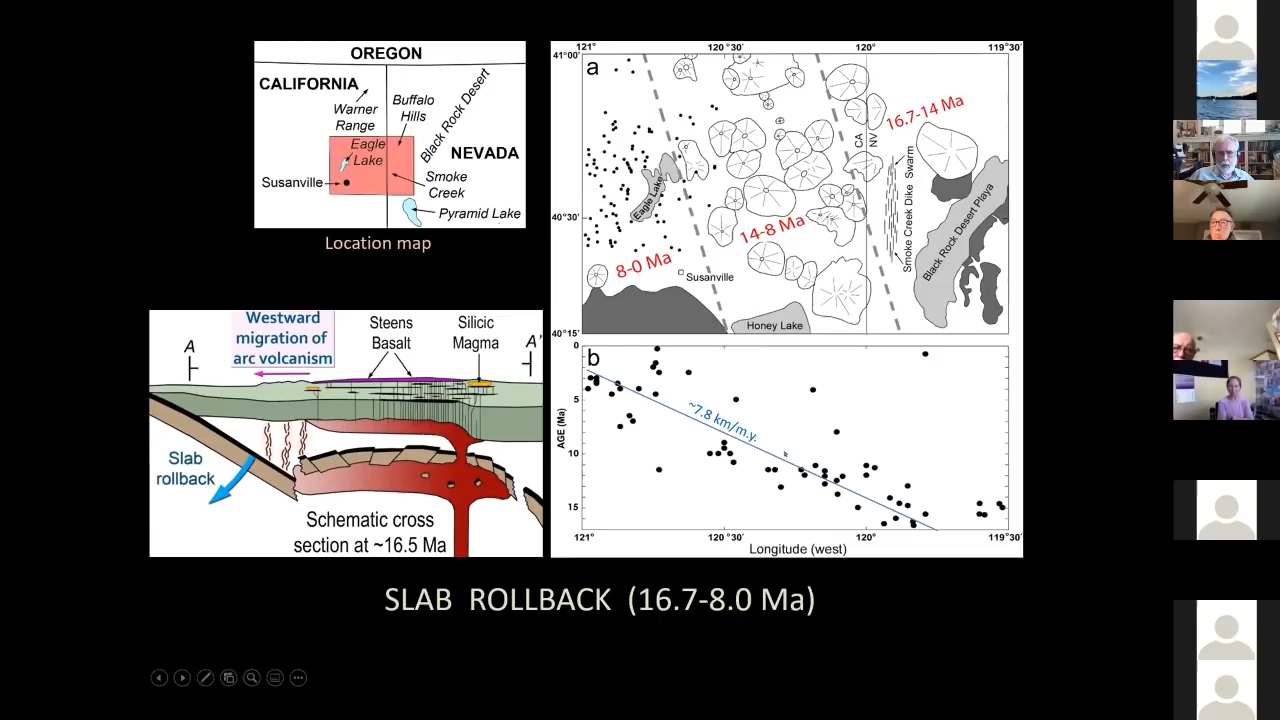 OREGON
CALIFORNIA
Warner
Range
Buffalo
Hills
Black Rock Desert
Eagle
Lake
NEVADA
Susanville
Smoke
Creek
Pyramid Lake
Location map
121°
120°30'
120°
119°30'
41°00'
a
16.7-14 Ma
CA
NV
Smoke Creek Dike Swarm
Eagle Lake
Black Rock Desert Playa
40°30'
14-8 Ma
8-0 Ma
Susanville
Honey Lake
40°15'
b
0
5
10
15
AGE (Ma)
~7.8 km/m.y.
121°
120°30'
120°
119°30'
Longitude (west)
Westward
migration of
arc volcanism
Steens
Basalt
Silicic
Magma
A
A'
Slab
rollback
Schematic cross
section at ~16.5 Ma
SLAB ROLLBACK (16.7-8.0 Ma)